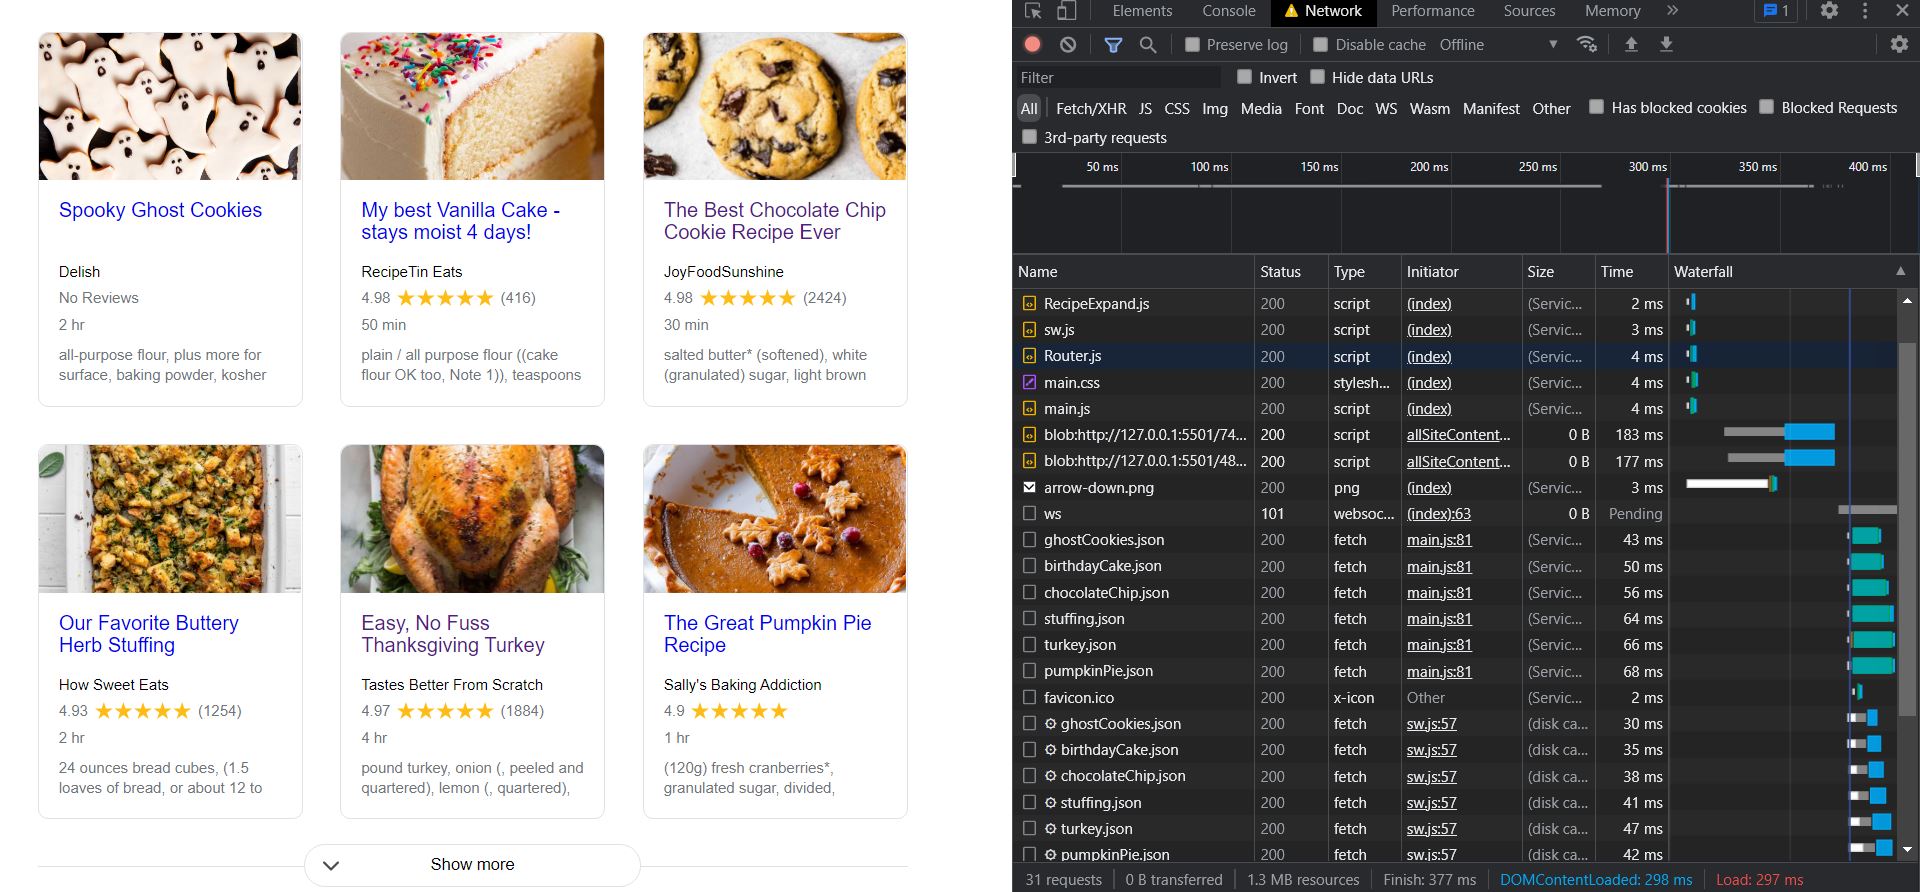 Spooky Ghost Cookies
Delish
No Reviews
2 hr
all-purpose flour, plus more for
surface, baking powder, kosher
My best Vanilla Cake -
stays moist 4 days!
RecipeTin Eats
4.98 ★★★★★ (416)
50 min
plain / all purpose flour ((cake
flour OK too, Note 1)), teaspoons
The Best Chocolate Chip
Cookie Recipe Ever
JoyFoodSunshine
4.98 ★★★★★ (2424)
30 min
salted butter* (softened), white
(granulated) sugar, light brown
Our Favorite Buttery
Herb Stuffing
How Sweet Eats
4.93 ★★★★★ (1254)
2 hr
24 ounces bread cubes, (1.5
loaves of bread, or about 12 to
Easy, No Fuss
Thanksgiving Turkey
Tastes Better From Scratch
4.97 ★★★★★ (1884)
4 hr
pound turkey, onion (, peeled and
quartered), lemon (, quartered),
The Great Pumpkin Pie
Recipe
Sally's Baking Addiction
4.9 ★★★★★
1 hr
(120g) fresh cranberries*,
granulated sugar, divided,
Show more
Elements Console Network Performance Sources Memory » 1
Preserve log Disable cache Offline
Filter Invert Hide data URLs
All Fetch/XHR JS CSS Img Media Font Doc WS Wasm Manifest Other Has blocked cookies Blocked Requests
3rd-party requests
50 ms 100 ms 150 ms 200 ms 250 ms 300 ms 350 ms 400 ms
Name Status Type Initiator Size Time Waterfall
RecipeExpand.js 200 script (index) (Servic... 2 ms
sw.js 200 script (index) (Servic... 3 ms
Router.js 200 script (index) (Servic... 4 ms
main.css 200 stylesh... (index) (Servic... 4 ms
main.js 200 script (index) (Servic... 4 ms
blob:http://127.0.0.1:5501/74... 200 script allSiteContent... 0 B 183 ms
blob:http://127.0.0.1:5501/48... 200 script allSiteContent... 0 B 177 ms
arrow-down.png 200 png (index) (Servic... 3 ms
ws 101 websoc... (index):63 0 B Pending
ghostCookies.json 200 fetch main.js:81 (Servic... 43 ms
birthdayCake.json 200 fetch main.js:81 (Servic... 50 ms
chocolateChip.json 200 fetch main.js:81 (Servic... 56 ms
stuffing.json 200 fetch main.js:81 (Servic... 64 ms
turkey.json 200 fetch main.js:81 (Servic... 66 ms
pumpkinPie.json 200 fetch main.js:81 (Servic... 68 ms
favicon.ico 200 x-icon Other (Servic... 2 ms
ghostCookies.json 200 fetch sw.js:57 (disk ca... 30 ms
birthdayCake.json 200 fetch sw.js:57 (disk ca... 35 ms
chocolateChip.json 200 fetch sw.js:57 (disk ca... 38 ms
stuffing.json 200 fetch sw.js:57 (disk ca... 41 ms
turkey.json 200 fetch sw.js:57 (disk ca... 47 ms
pumpkinPie.json 200 fetch sw.js:57 (disk ca... 42 ms
31 requests 0 B transferred 1.3 MB resources Finish: 377 ms DOMContentLoaded: 298 ms Load: 297 ms